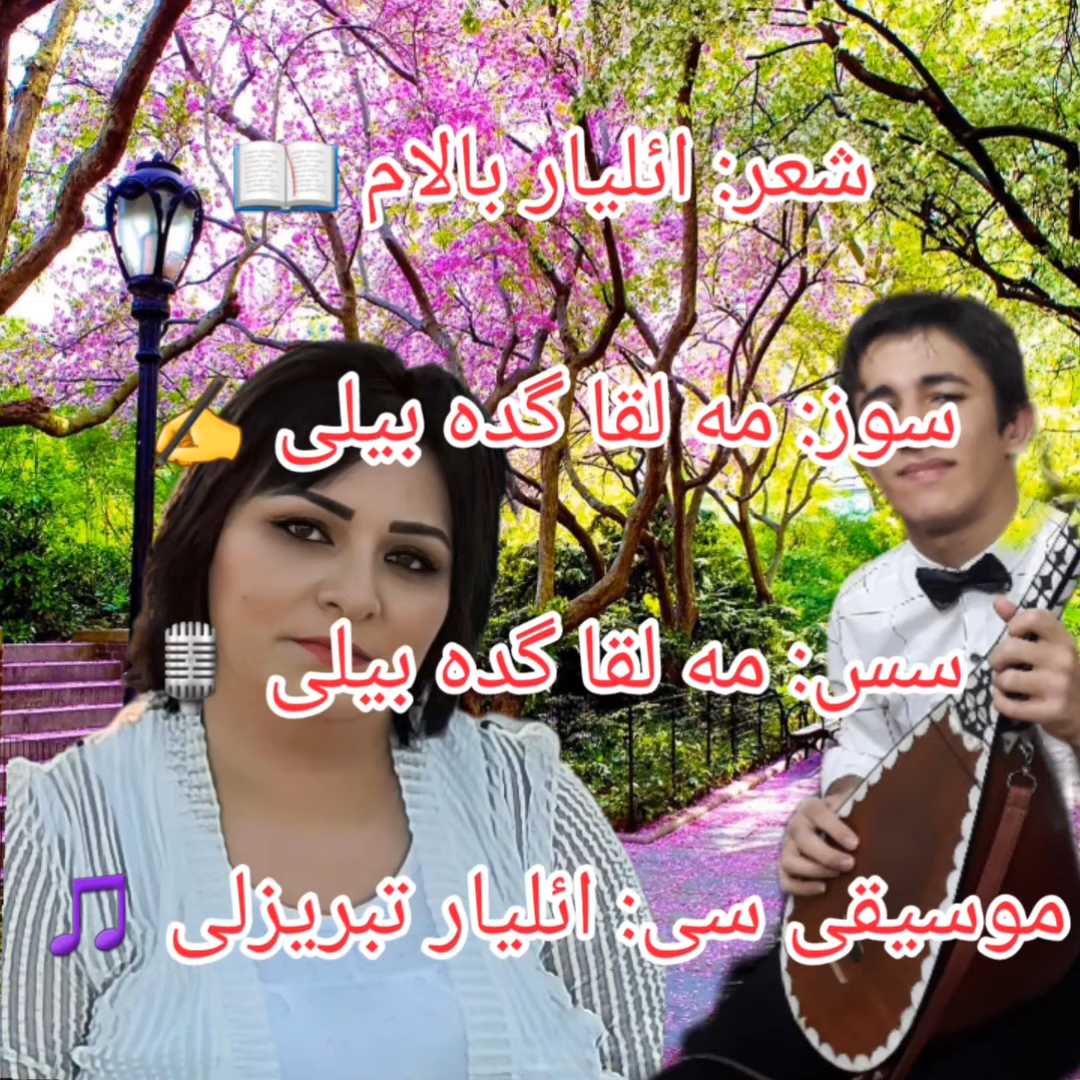 شعر: ائلیار بالام 📖
سوز: مه لقا گده بیلی ✍
سس: مه لقا گده بیلی 🎙
موسیقی سی: ائلیار تبریزلی 🎵